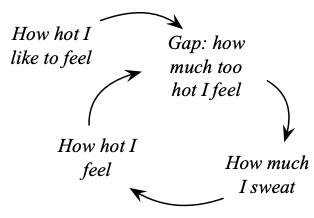 How hot I
like to feel
Gap: how
much too
hot I feel
How hot I
feel
How much
I sweat